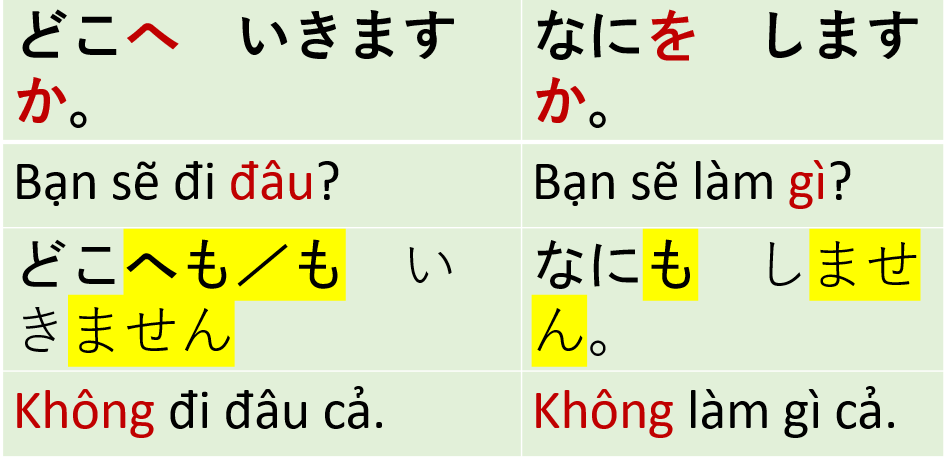 どこへ　いきます
か。
なにを　します
か。
Bạn sẽ đi đâu?
Bạn sẽ làm gì?
どこへも／も　い
きません
なにも　しませ
ん。
Không đi đâu cả.
Không làm gì cả.